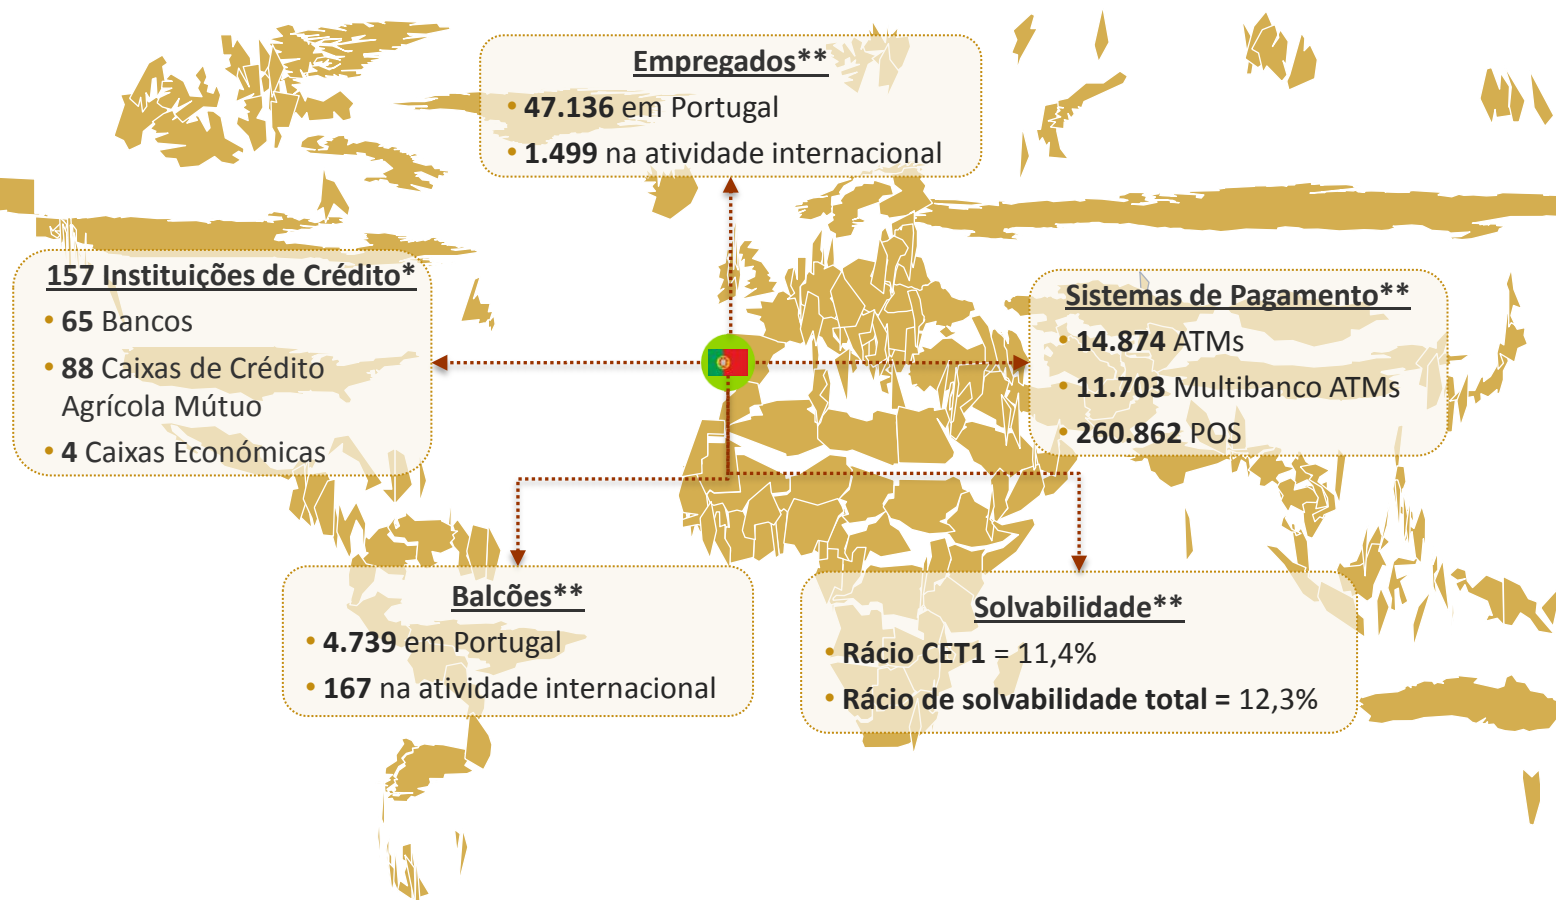 Empregados**
• 47.136 em Portugal
• 1.499 na atividade internacional
157 Instituições de Crédito*
• 65 Bancos
• 88 Caixas de Crédito
Agrícola Mútuo
• 4 Caixas Económicas
Sistemas de Pagamento**
• 14.874 ATMs
• 11.703 Multibanco ATMs
• 260.862 POS
Balcões**
• 4.739 em Portugal
• 167 na atividade internacional
Solvabilidade**
• Rácio CET1 = 11,4%
• Rácio de solvabilidade total = 12,3%